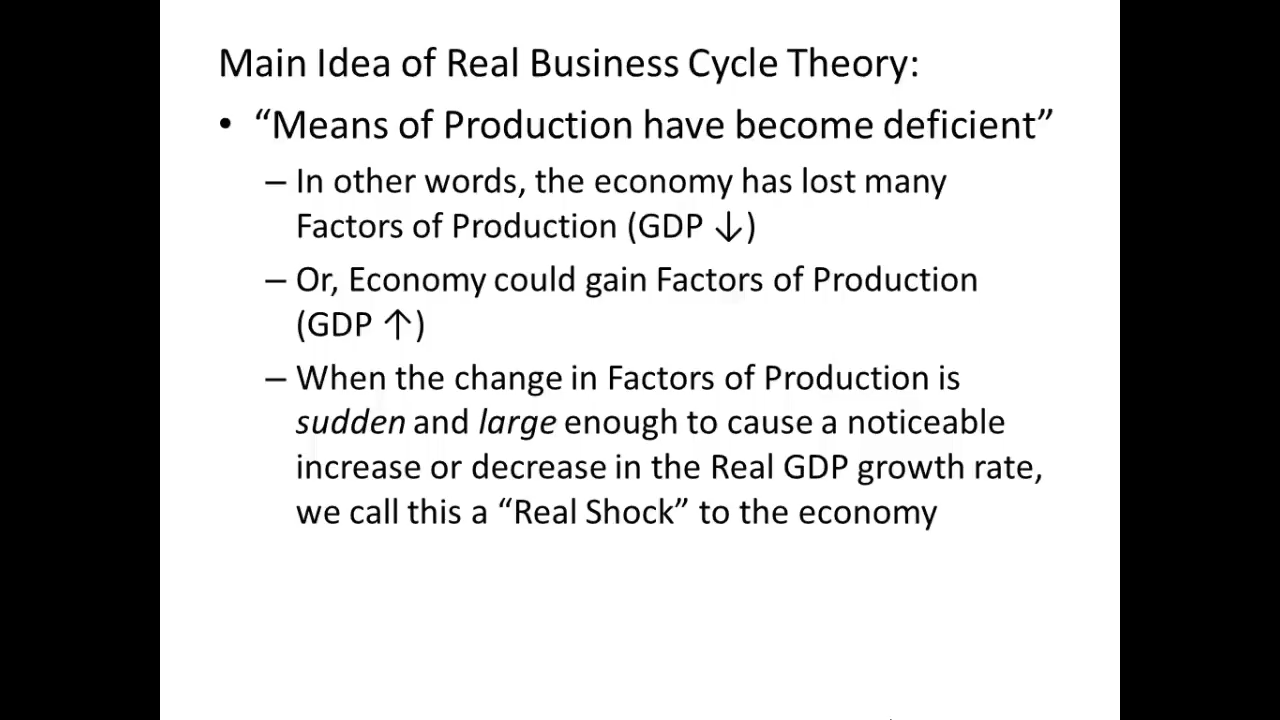 Main Idea of Real Business Cycle Theory:
• “Means of Production have become deficient”
– In other words, the economy has lost many
Factors of Production (GDP ↓)
– Or, Economy could gain Factors of Production
(GDP ↑)
– When the change in Factors of Production is
sudden and large enough to cause a noticeable
increase or decrease in the Real GDP growth rate,
we call this a “Real Shock” to the economy